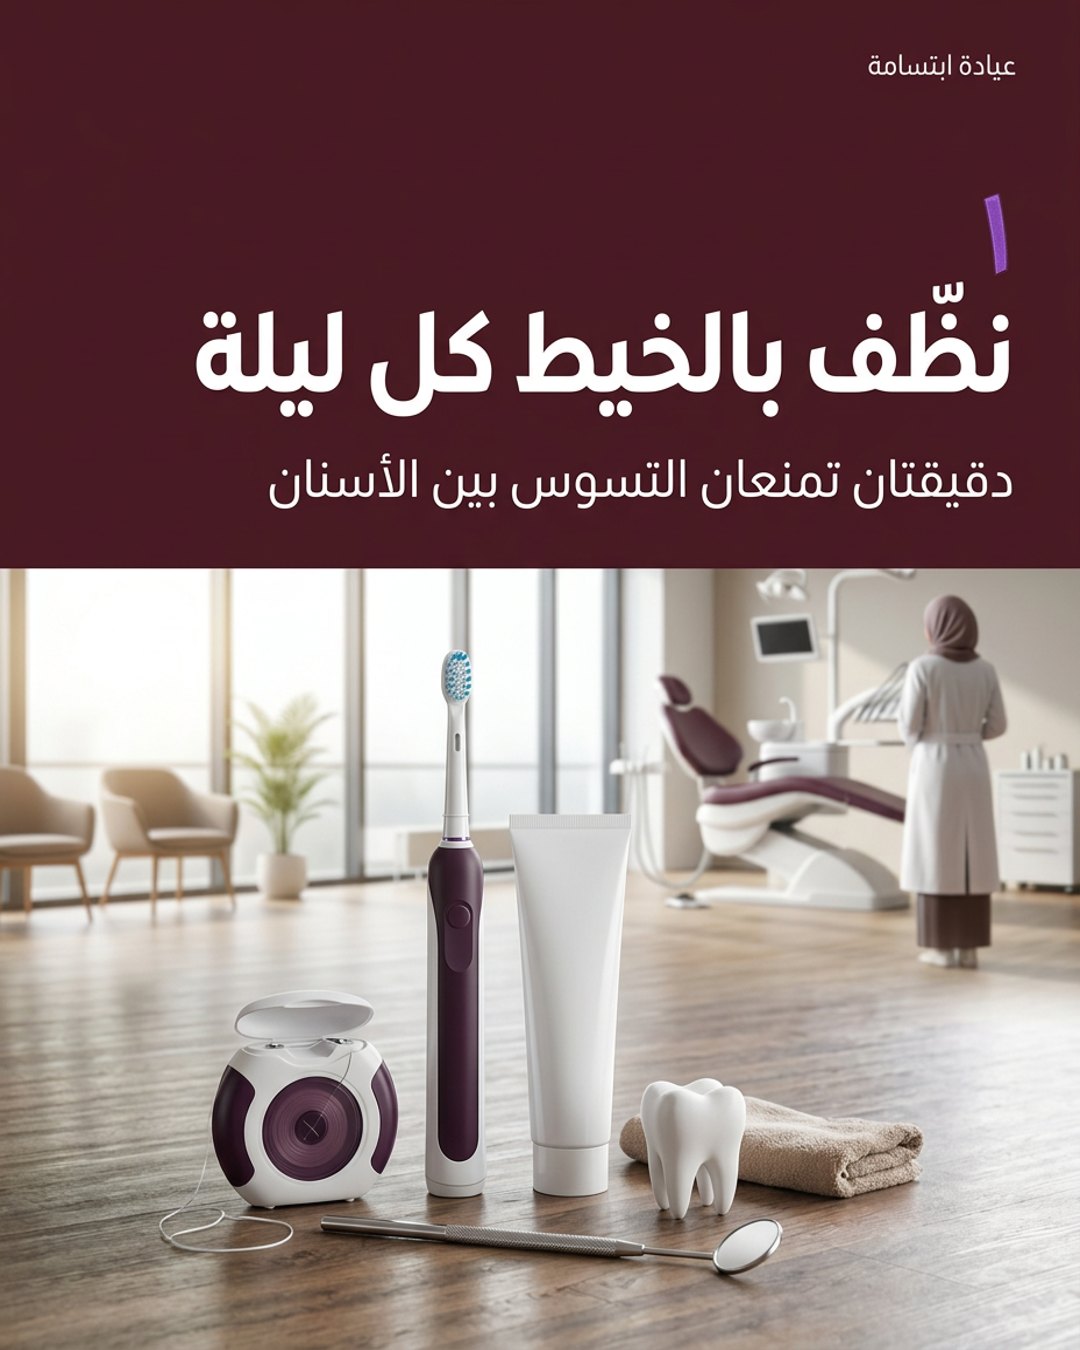 عيادة ابتسامة
١
نظّف بالخيط كل ليلة
دقيقتان تمنعان التسوس بين الأسنان